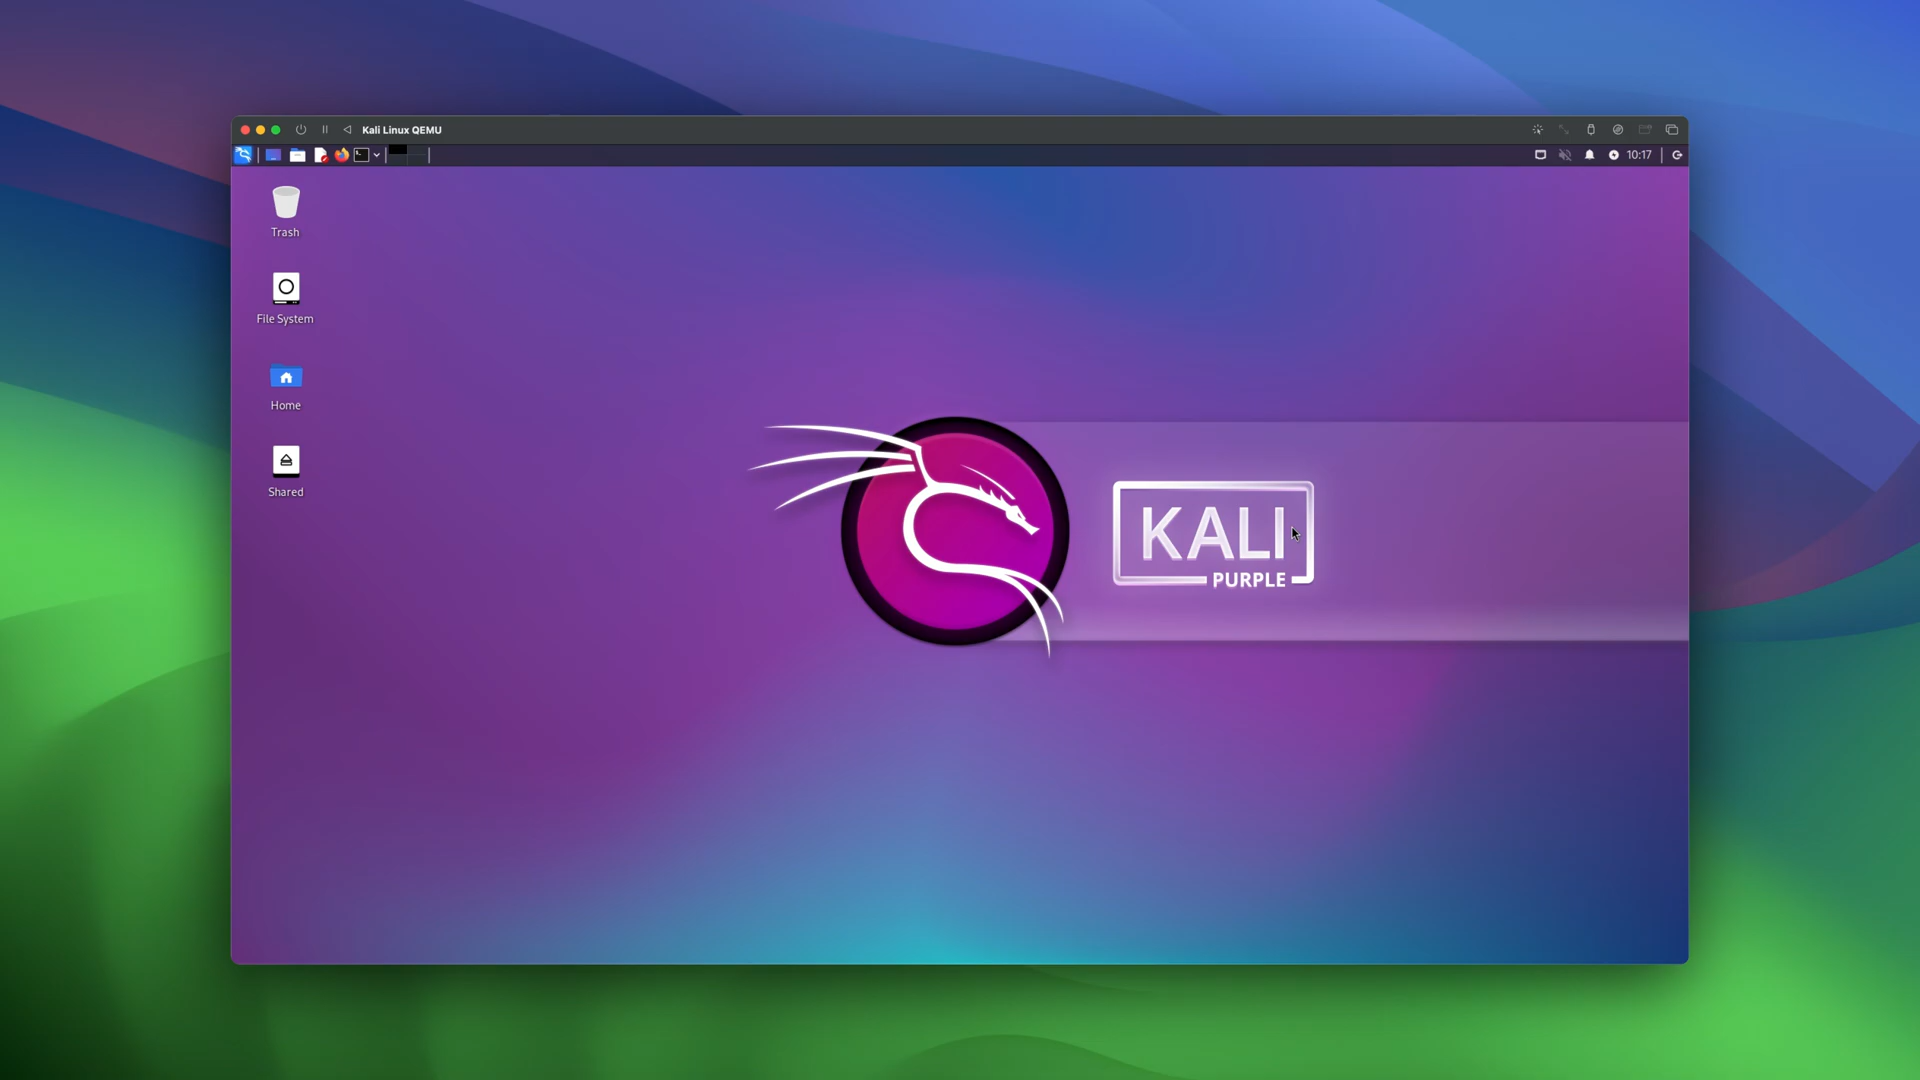 Kali Linux QEMU
10:17
Trash
File System
Home
Shared
KALI
PURPLE